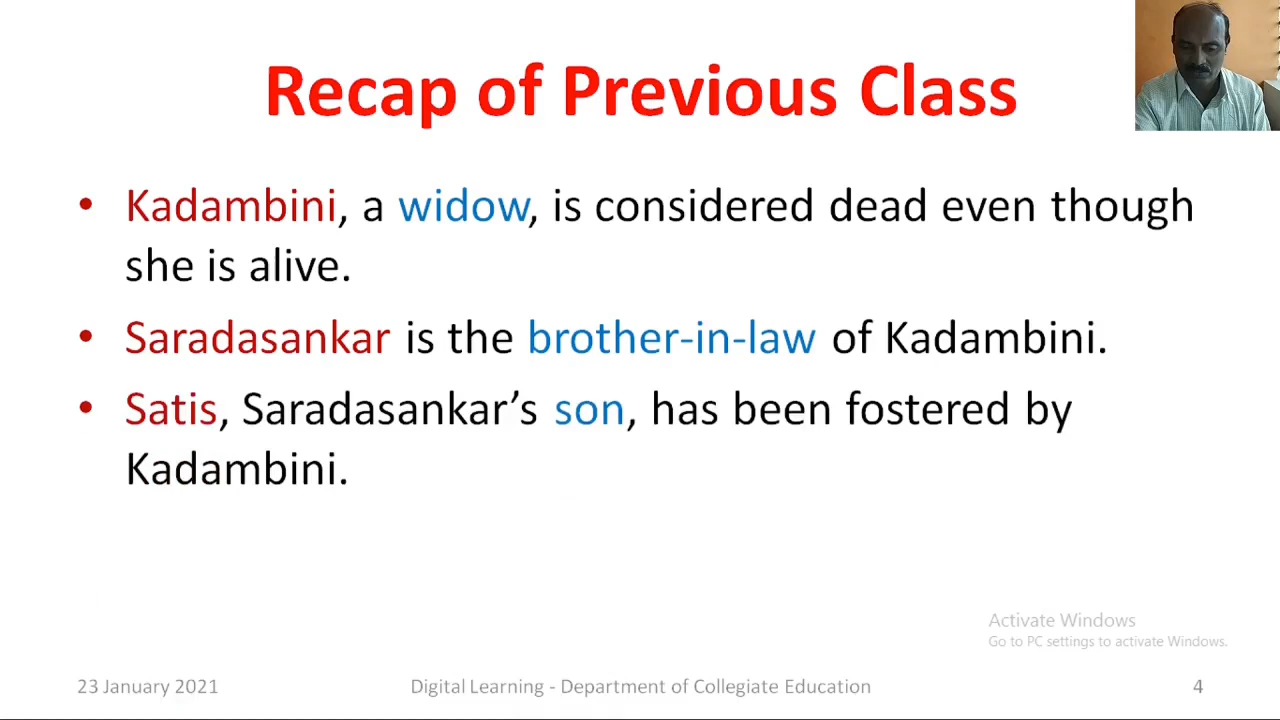 Recap of Previous Class
• Kadambini, a widow, is considered dead even though
she is alive.
• Saradasankar is the brother-in-law of Kadambini.
• Satis, Saradasankar’s son, has been fostered by
Kadambini.
Activate Windows
Go to PC settings to activate Windows.
23 January 2021
Digital Learning - Department of Collegiate Education
4